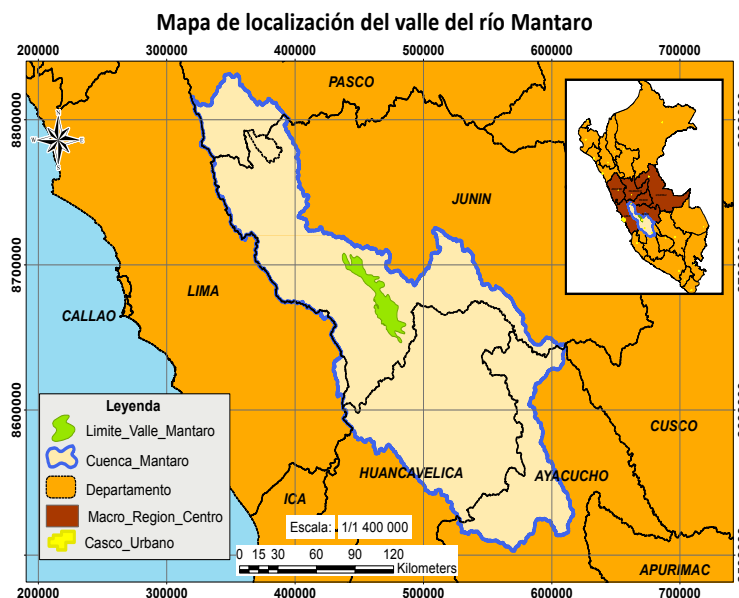 Mapa de localización del valle del río Mantaro
200000 300000 400000 500000 600000 700000
8800000
8700000
8600000
PASCO
JUNIN
LIMA
CALLAO
CUSCO
HUANCAVELICA
AYACUCHO
ICA
APURIMAC
Leyenda
Limite_Valle_Mantaro
Cuenca_Mantaro
Departamento
Macro_Region_Centro
Casco_Urbano
Escala: 1/1 400 000
0 15 30 60 90 120
Kilometers
200000 300000 400000 500000 600000 700000